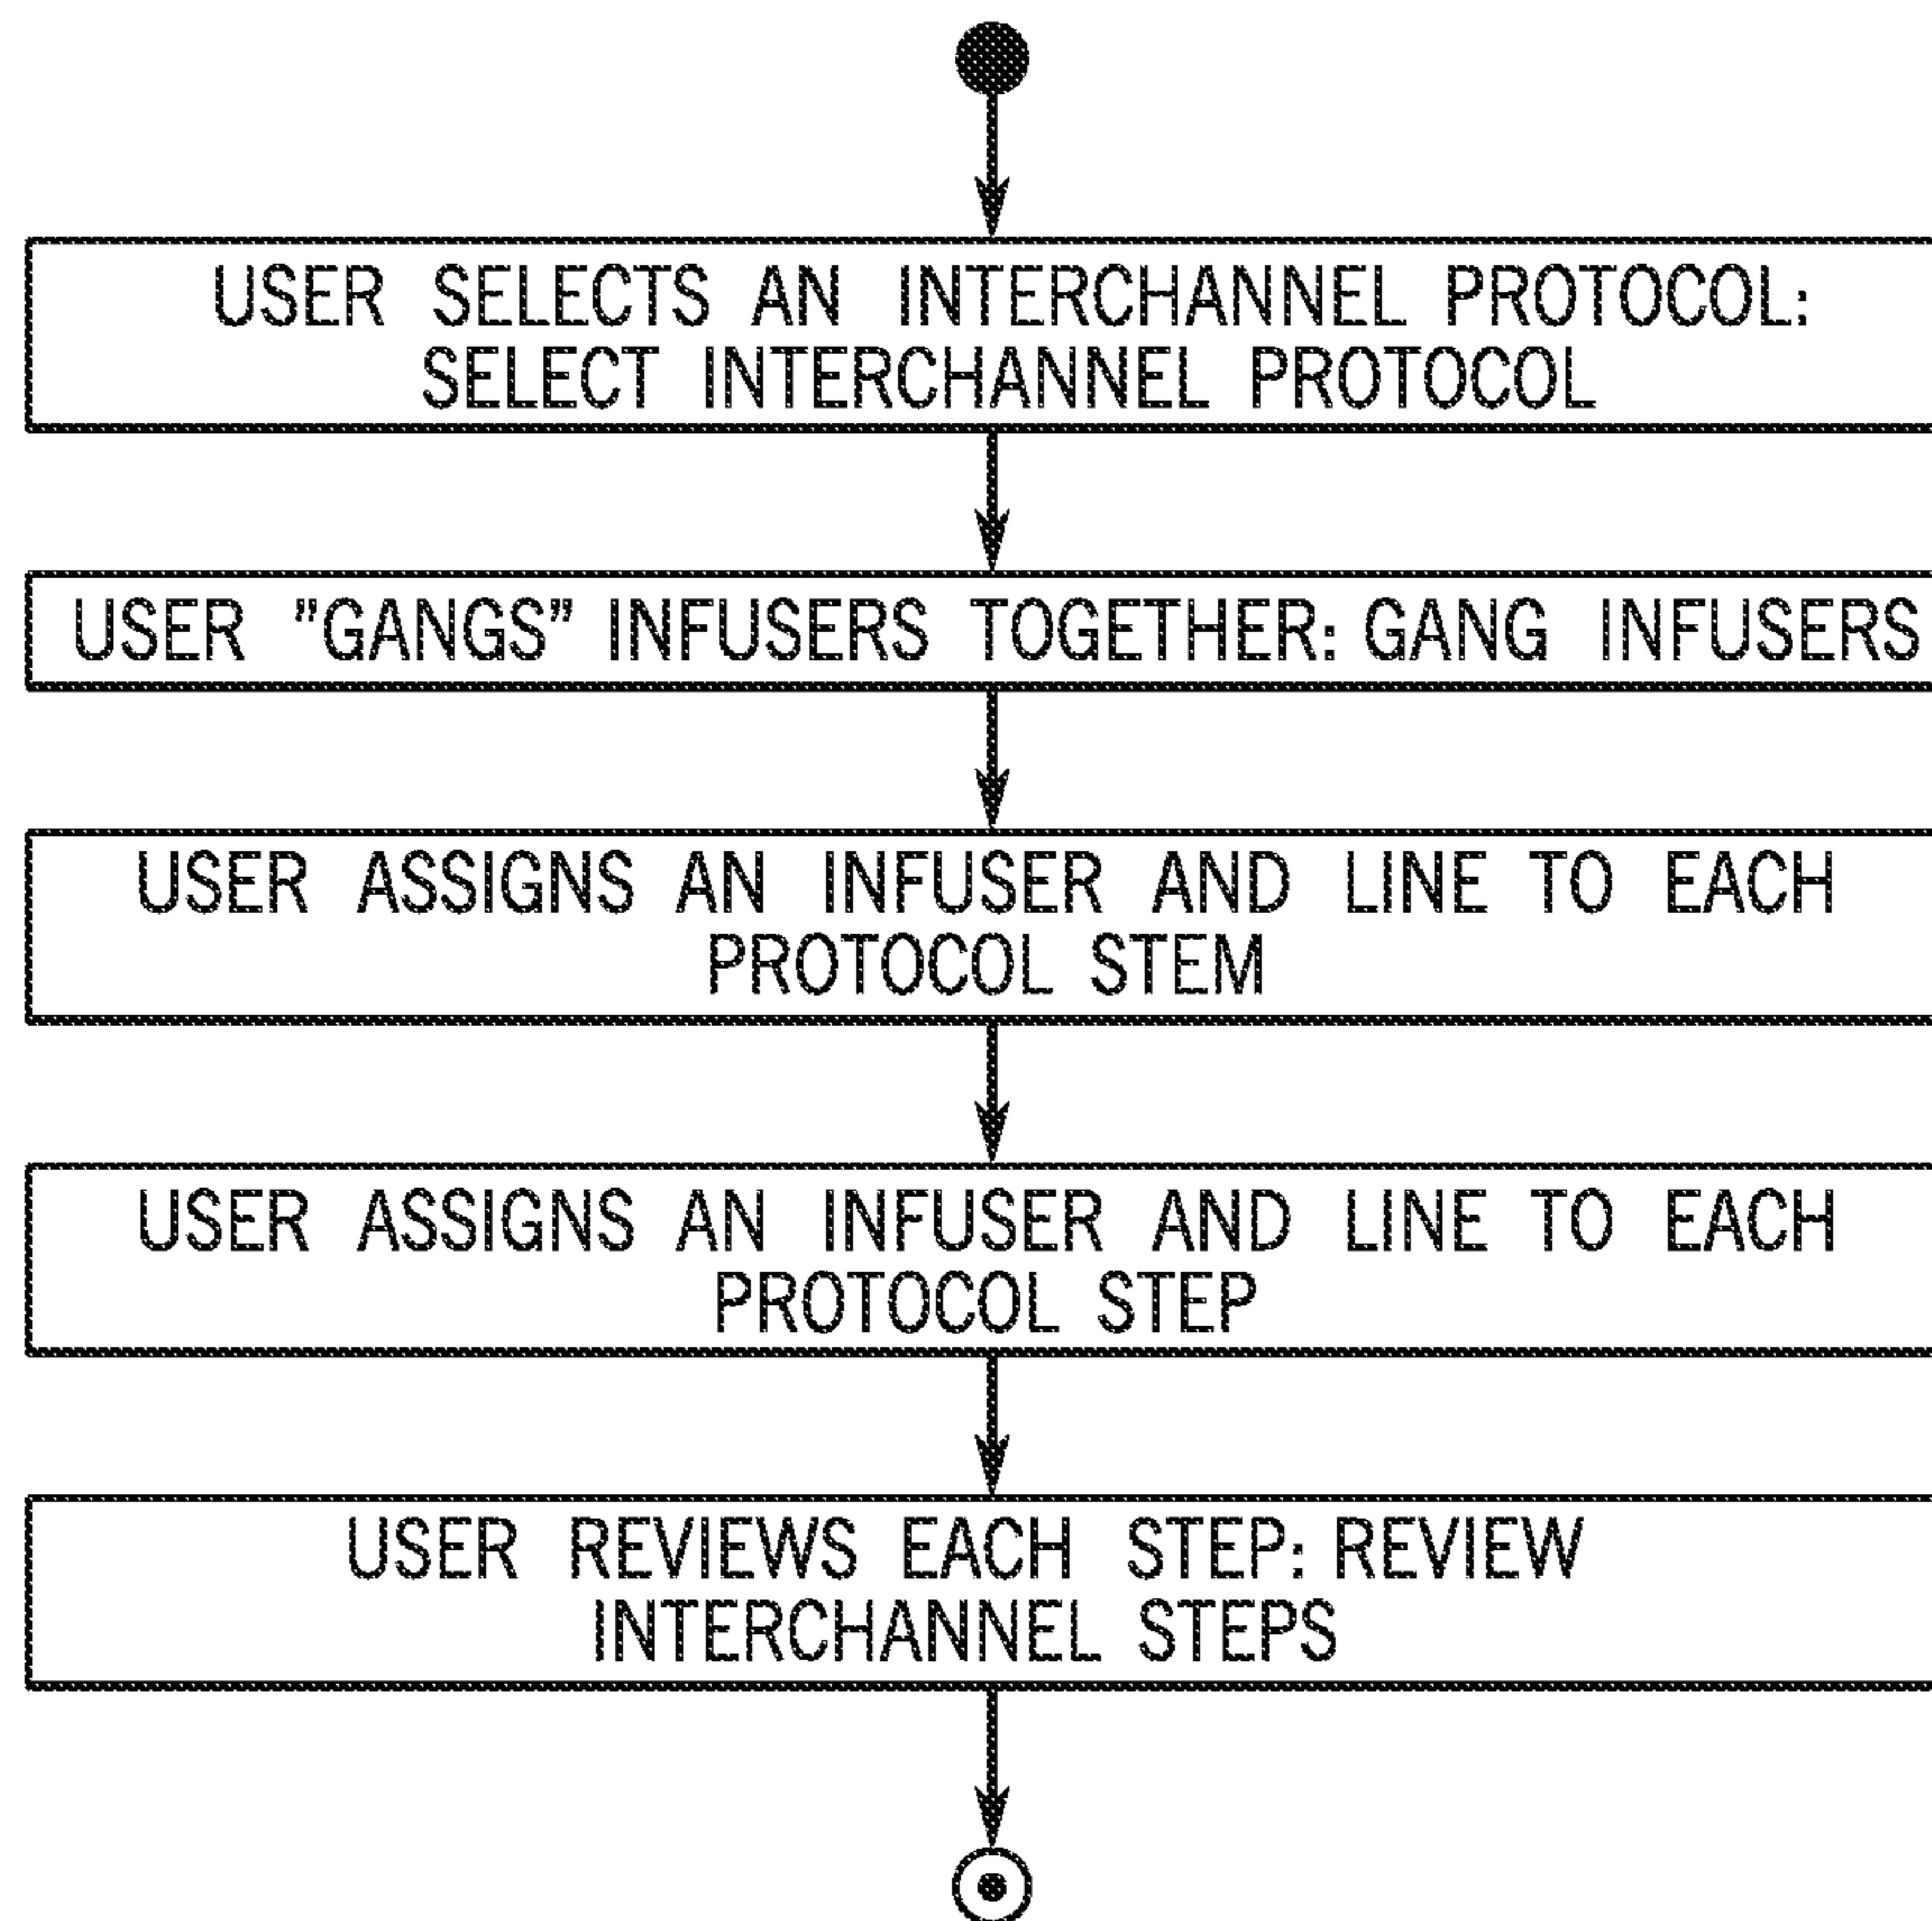 USER SELECTS AN INTERCHANNEL PROTOCOL:
SELECT INTERCHANNEL PROTOCOL
USER "GANGS" INFUSERS TOGETHER: GANG INFUSERS
USER ASSIGNS AN INFUSER AND LINE TO EACH
PROTOCOL STEM
USER ASSIGNS AN INFUSER AND LINE TO EACH
PROTOCOL STEP
USER REVIEWS EACH STEP: REVIEW
INTERCHANNEL STEPS